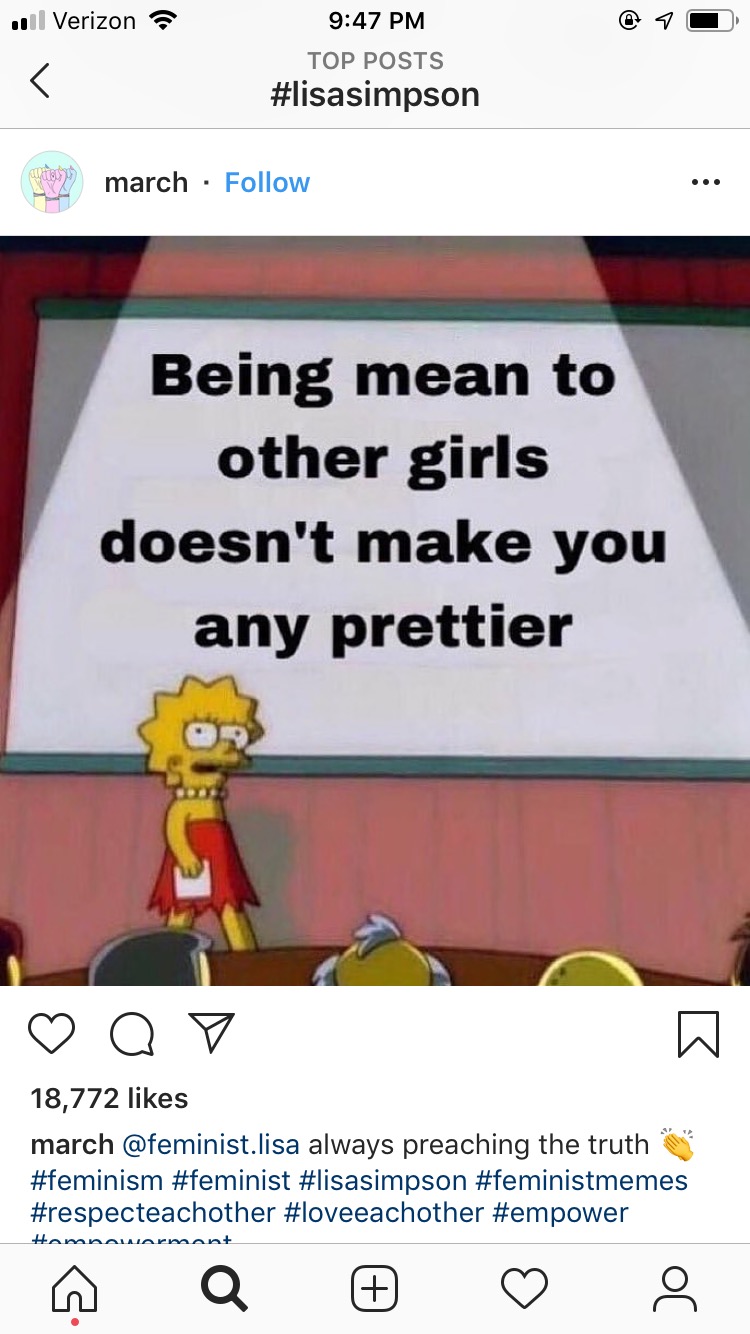 Verizon 9:47 PM
TOP POSTS
#lisasimpson
march · Follow
Being mean to
other girls
doesn't make you
any prettier
18,772 likes
march @feminist.lisa always preaching the truth 👏
#feminism #feminist #lisasimpson #feministmemes
#respecteachother #loveeachother #empower
#empowerment